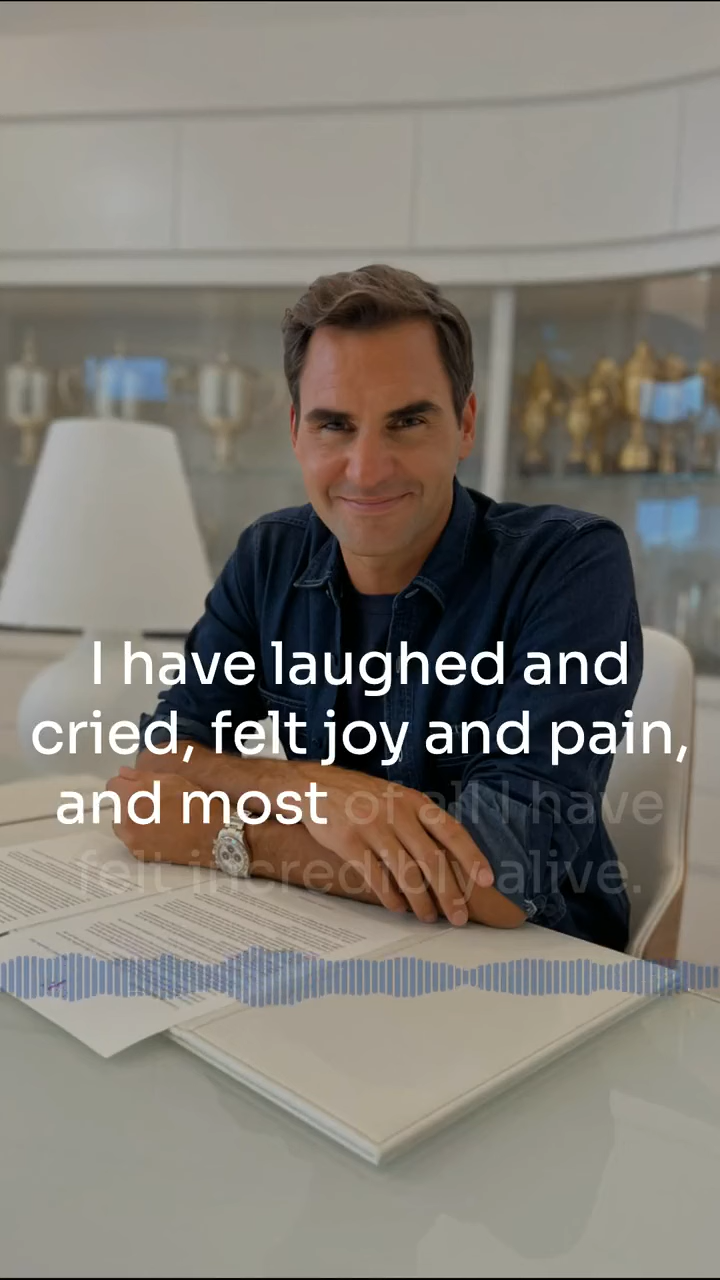 I have laughed and
cried, felt joy and pain,
and most of all I have
felt incredibly alive.